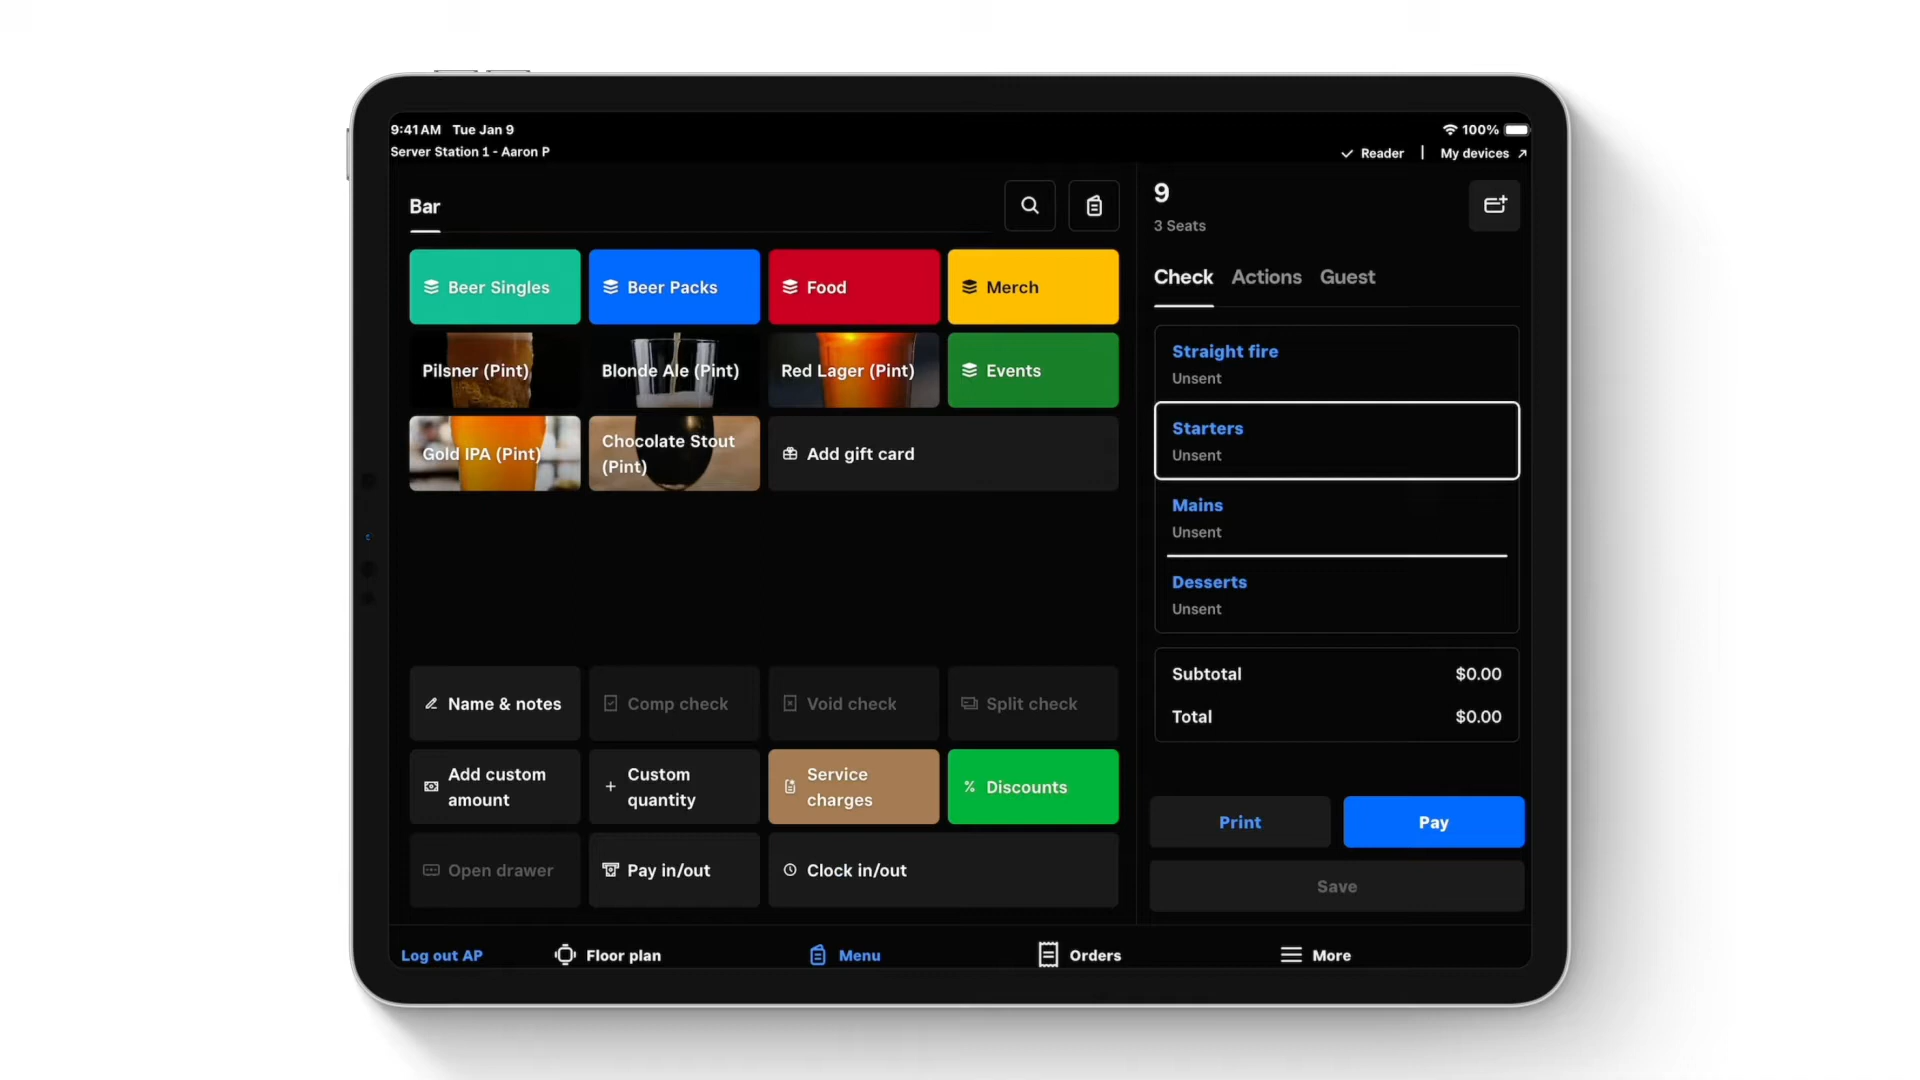 9:41 AM Tue Jan 9
100%
Server Station 1 - Aaron P
Reader | My devices
Bar
9
3 Seats
Check Actions Guest
Beer Singles
Beer Packs
Food
Merch
Pilsner (Pint)
Blonde Ale (Pint)
Red Lager (Pint)
Events
Gold IPA (Pint)
Chocolate Stout
(Pint)
Add gift card
Straight fire
Unsent
Starters
Unsent
Mains
Unsent
Desserts
Unsent
Subtotal $0.00
Total $0.00
Name & notes
Comp check
Void check
Split check
Add custom
amount
Custom
quantity
Service
charges
Discounts
Open drawer
Pay in/out
Clock in/out
Print
Pay
Save
Log out AP
Floor plan
Menu
Orders
More